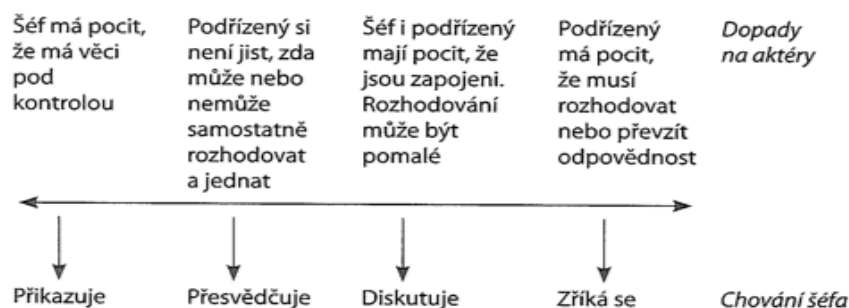 Šéf má pocit,
že má věci
pod
kontrolou
Podřízený si
není jist, zda
může nebo
nemůže
samostatně
rozhodovat
a jednat
Šéf i podřízený
mají pocit, že
jsou zapojeni.
Rozhodování
může být
pomalé
Podřízený
má pocit,
že musí
rozhodovat
nebo převzít
odpovědnost
Dopady
na aktéry
Přikazuje
Přesvědčuje
Diskutuje
Zříká se
Chování šéfa